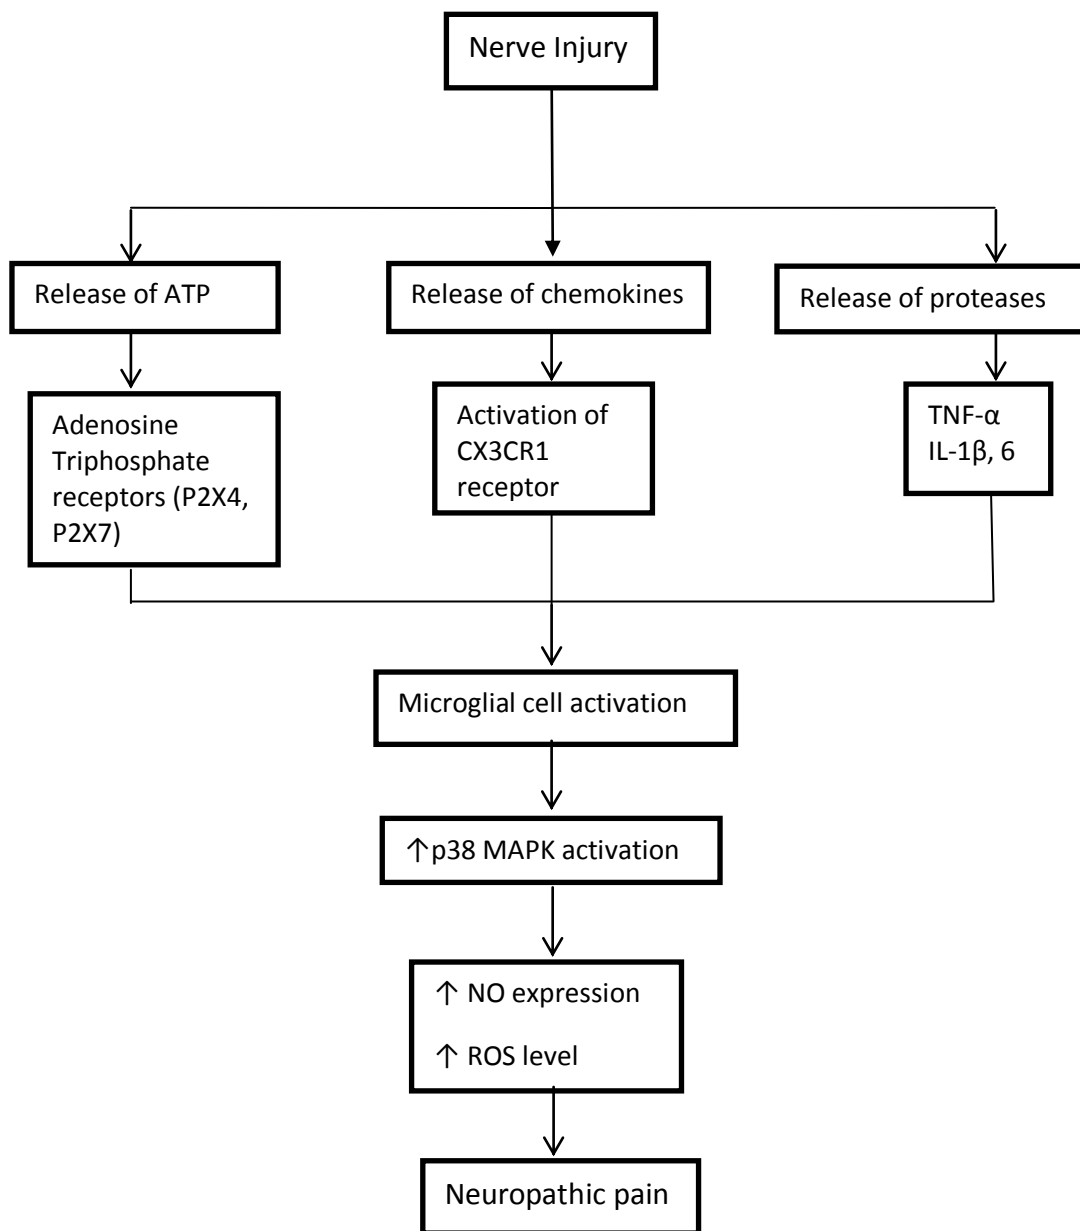 Nerve Injury
Release of ATP
Release of chemokines
Release of proteases
Adenosine
Triphosphate
receptors (P2X4,
P2X7)
Activation of
CX3CR1
receptor
TNF-α
IL-1β, 6
Microglial cell activation
↑p38 MAPK activation
↑ NO expression
↑ ROS level
Neuropathic pain